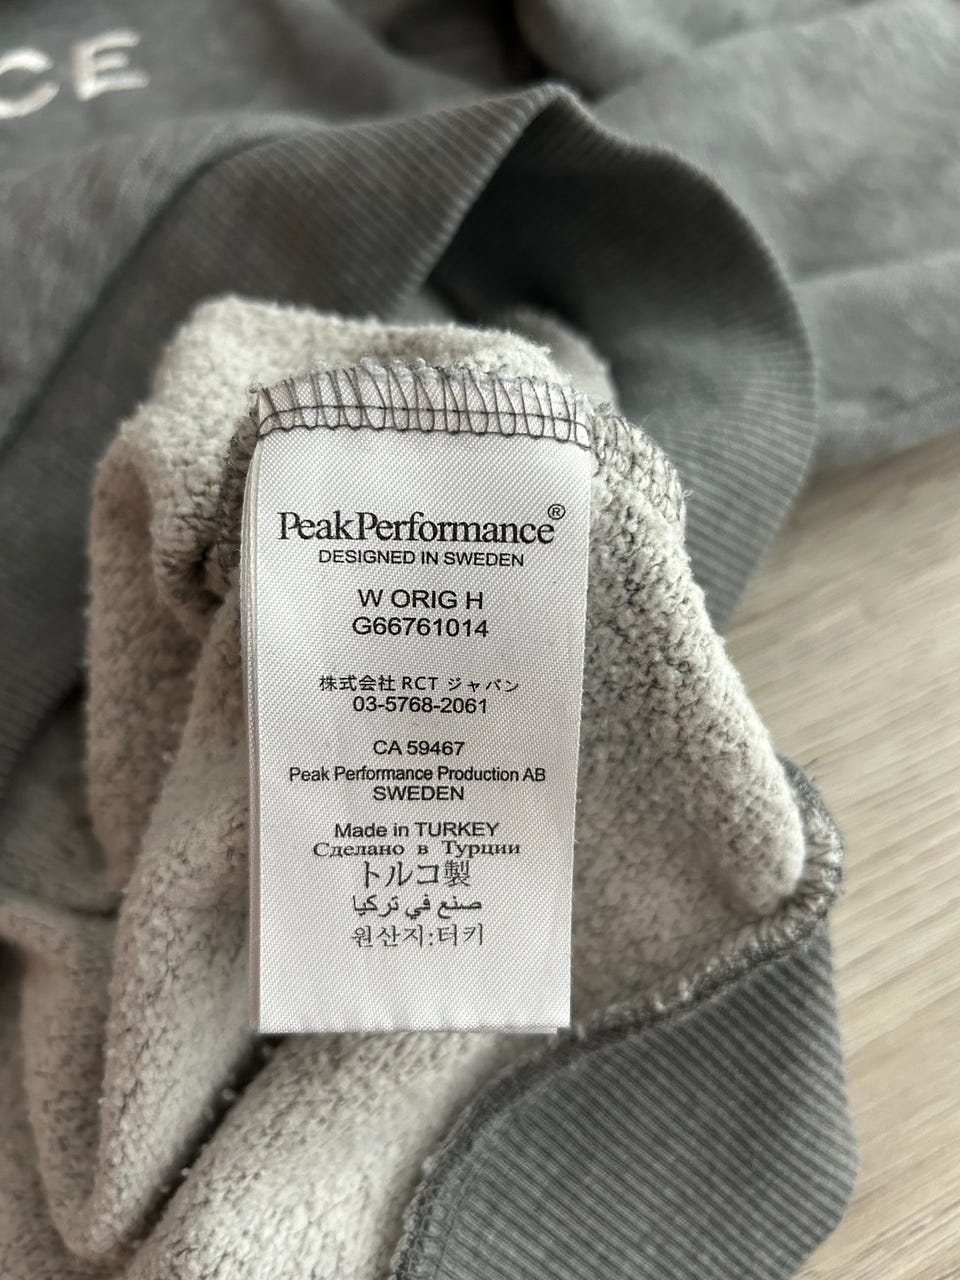 CE
PeakPerformance®
DESIGNED IN SWEDEN
W ORIG H
G66761014
株式会社 RCT ジャパン
03-5768-2061
CA 59467
Peak Performance Production AB
SWEDEN
Made in TURKEY
Сделано в Турции
トルコ製
صنع في تركيا
원산지:터키